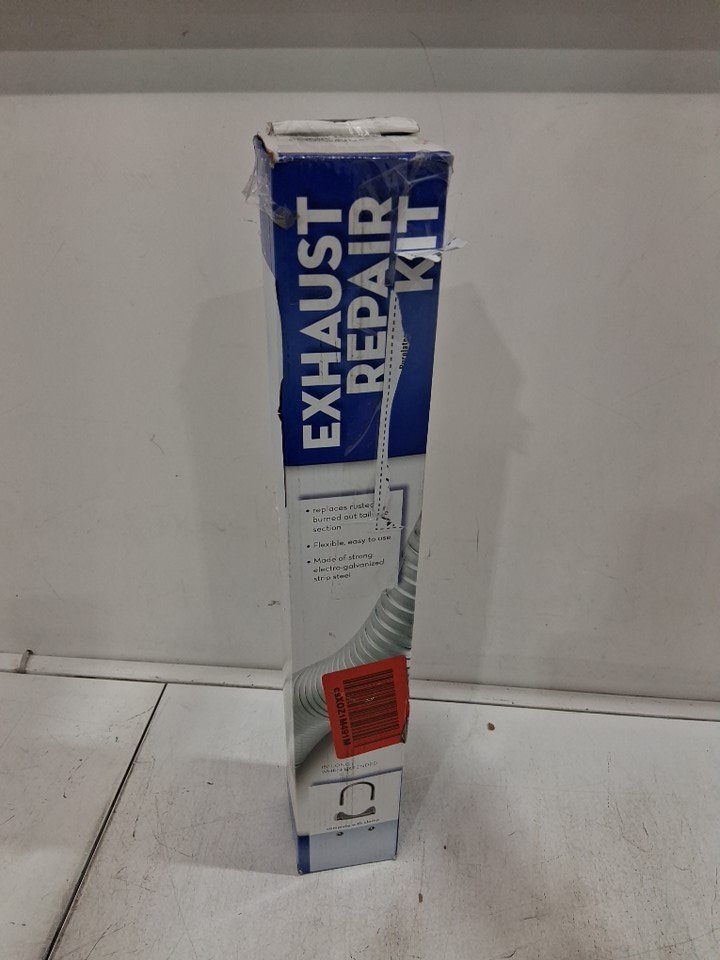 EXHAUST
REPAIR
KIT
replaces rusted
burned out tail
section
Flexible, easy to use
Made of strong
electro-galvanized
strip steel